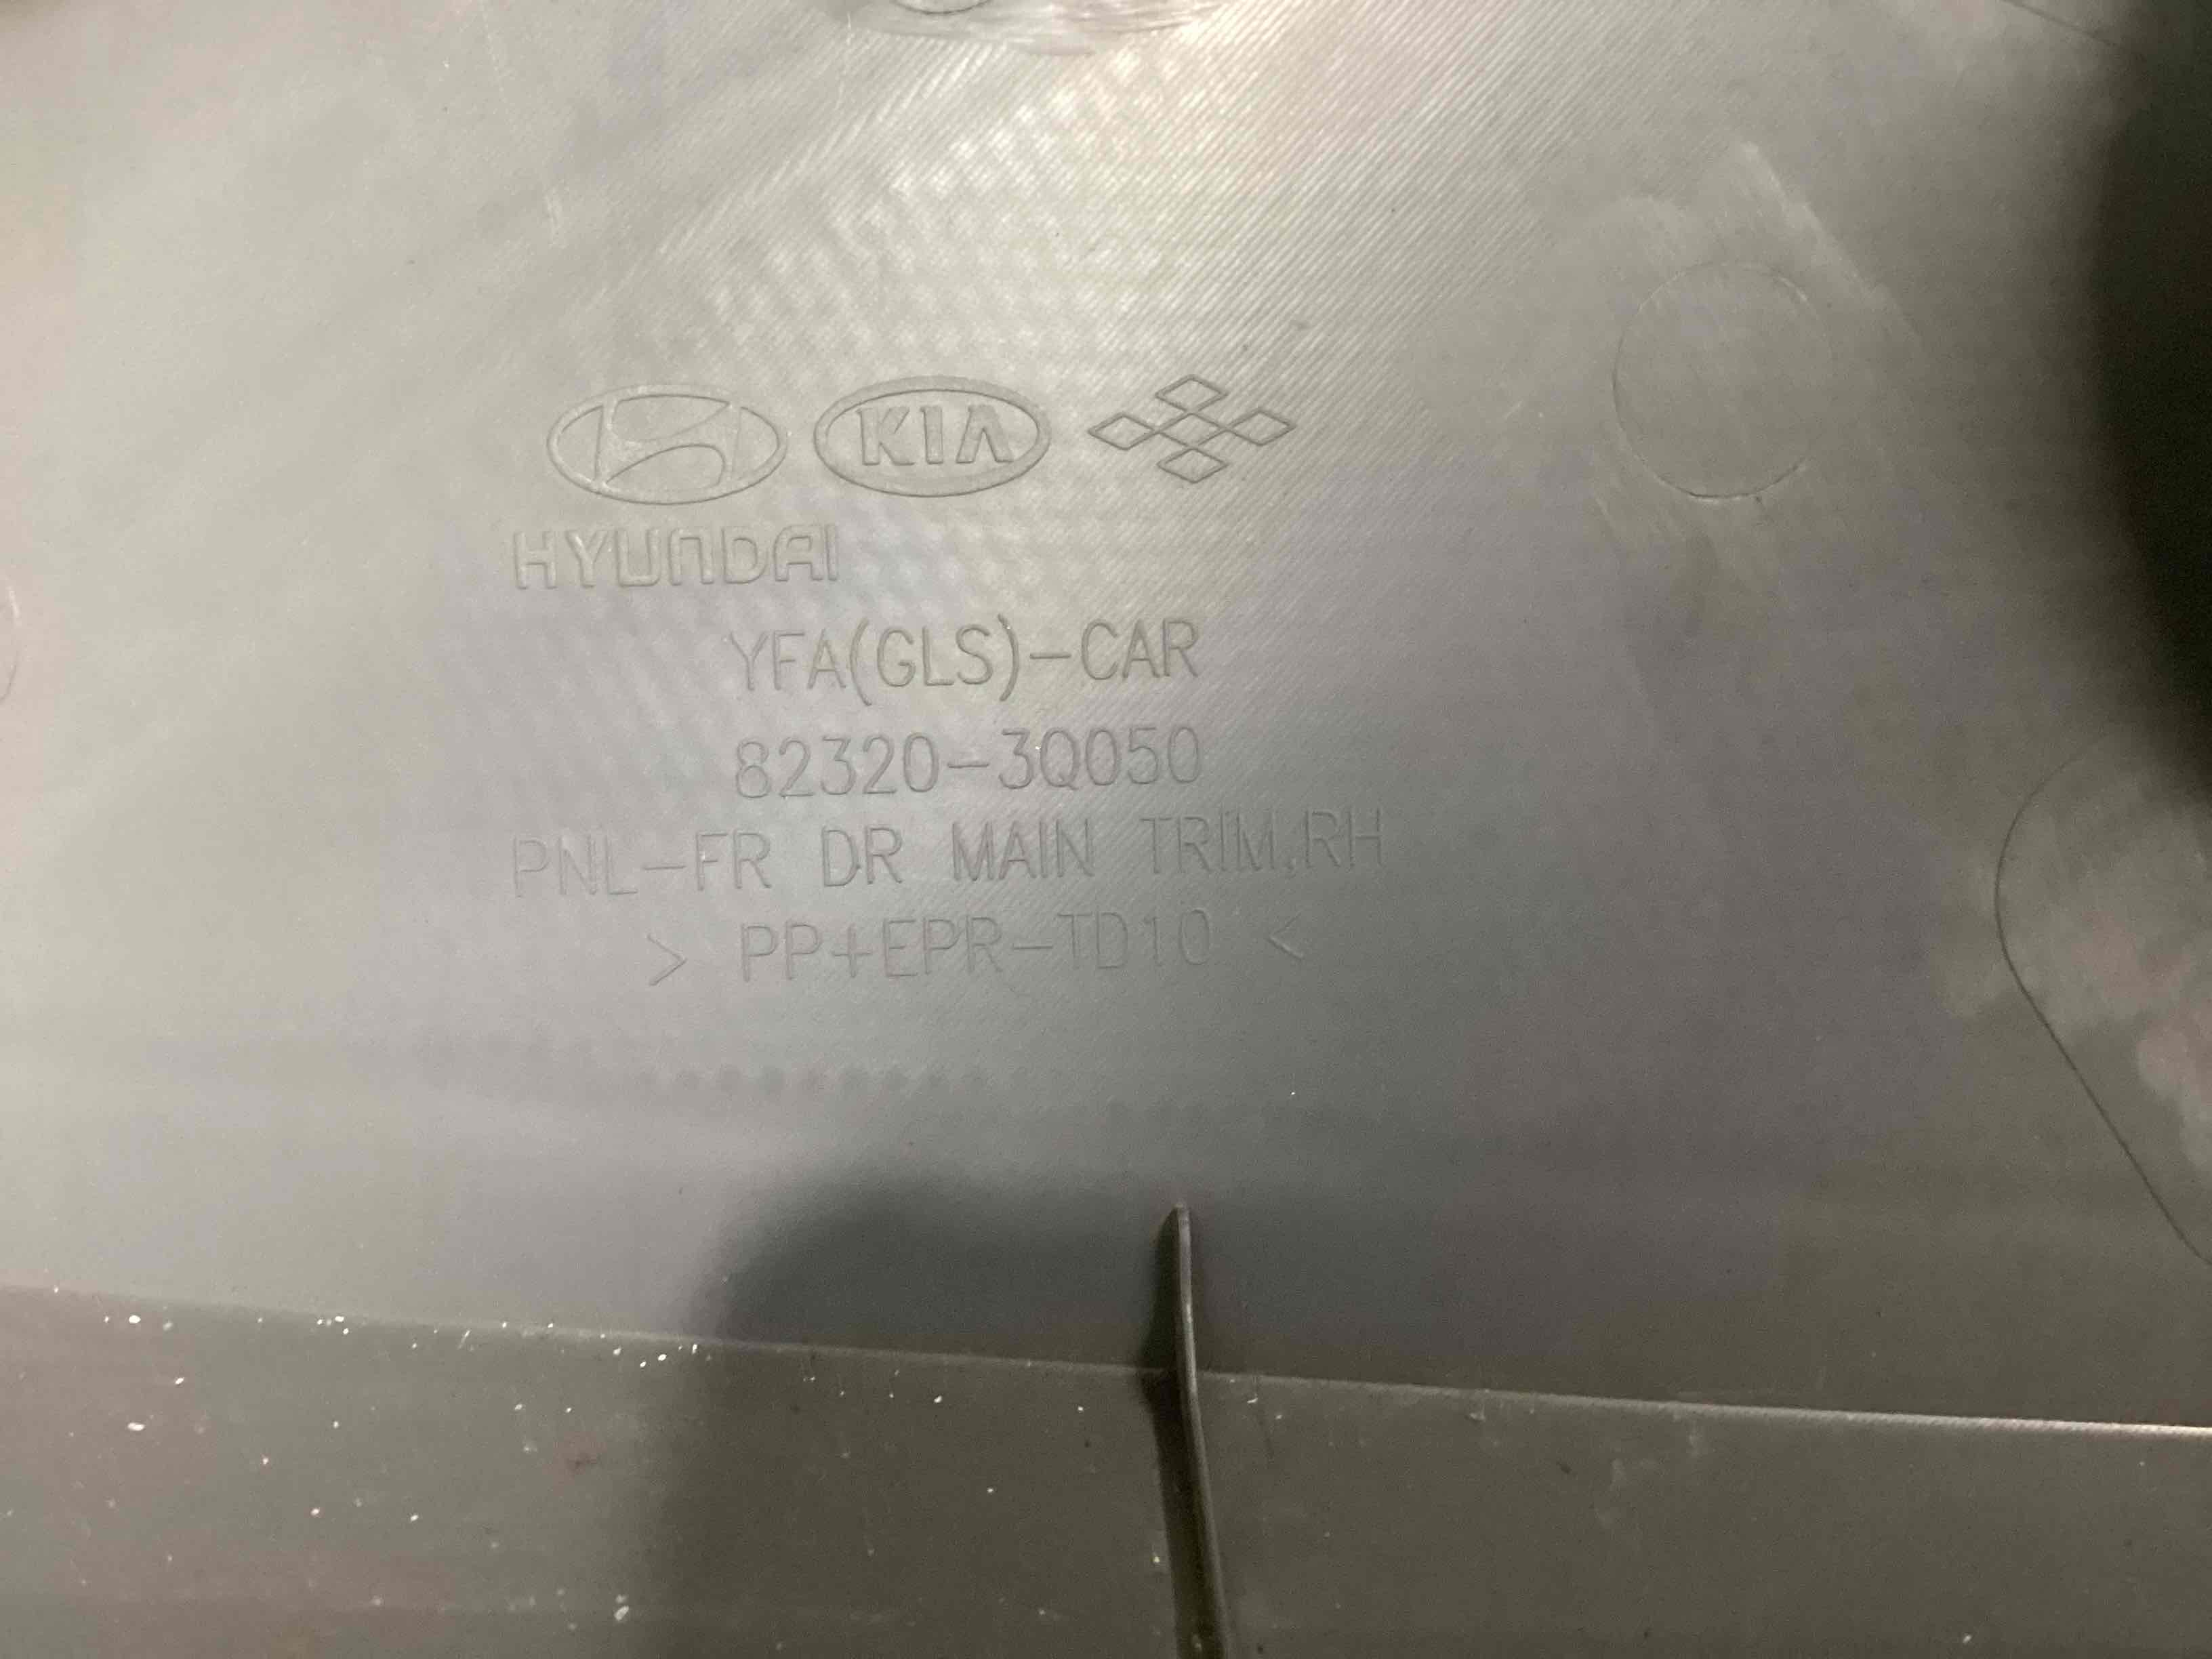 KIA
HYUNDAI
YFA(GLS)-CAR
82320-3Q050
PNL-FR DR MAIN TRIM,RH
> PP+EPR-TD10 <